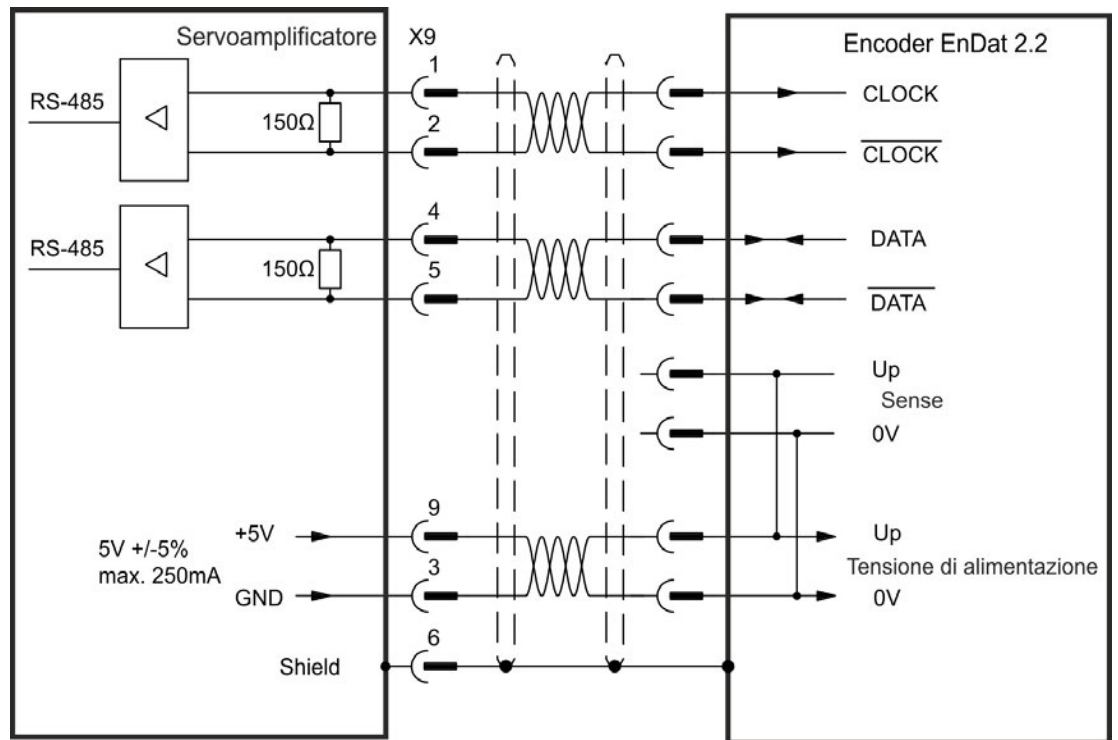 Servoamplificatore
X9
Encoder EnDat 2.2
1
RS-485
150Ω
CLOCK
2
CLOCK
4
RS-485
150Ω
DATA
5
DATA
Up
Sense
0V
9
+5V
5V +/-5%
max. 250mA
Up
Tensione di alimentazione
3
GND
0V
6
Shield